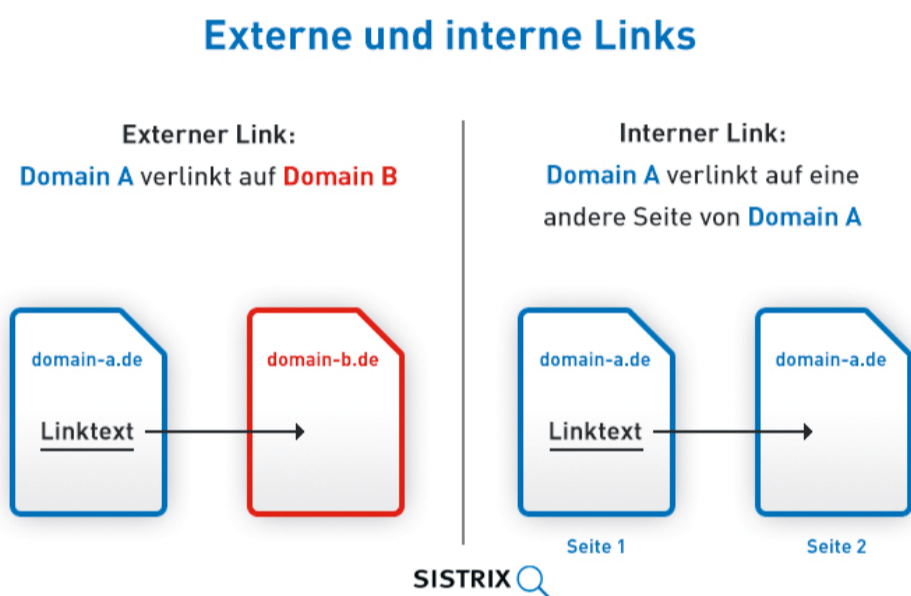 Externe und interne Links
Externer Link:
Domain A verlinkt auf Domain B
Interner Link:
Domain A verlinkt auf eine
andere Seite von Domain A
domain-a.de
Linktext
domain-b.de
domain-a.de
Linktext
Seite 1
domain-a.de
Seite 2
SISTRIX